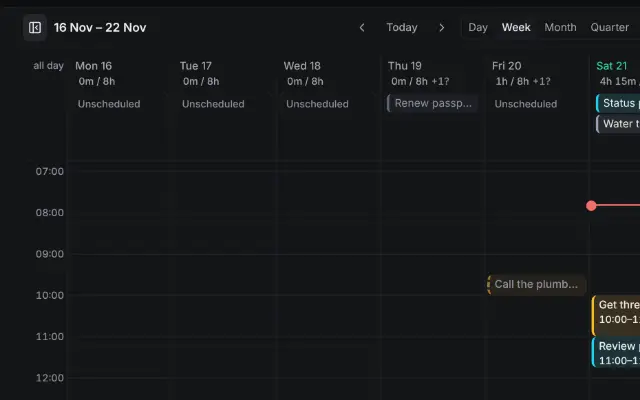 16 Nov – 22 Nov
Today
Day Week Month Quarter
all day
Mon 16 Tue 17 Wed 18 Thu 19 Fri 20 Sat 21
0m / 8h 0m / 8h 0m / 8h 0m / 8h +1? 1h / 8h +1? 4h 15m /
Unscheduled Unscheduled Unscheduled Renew passp... Unscheduled Status
Water t
07:00
08:00
09:00
Call the plumb...
10:00
Get thre
10:00–1
11:00
Review
11:00–1
12:00